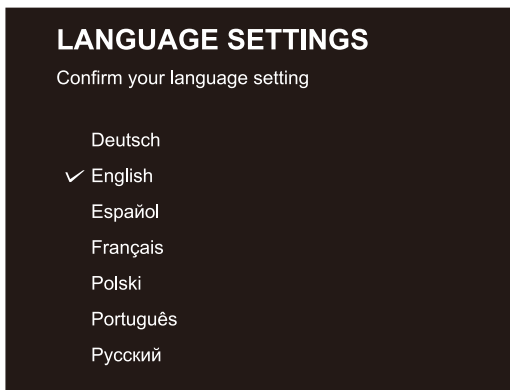 LANGUAGE SETTINGS
Confirm your language setting
Deutsch
✓ English
Espaйol
Français
Polski
Português
Русский